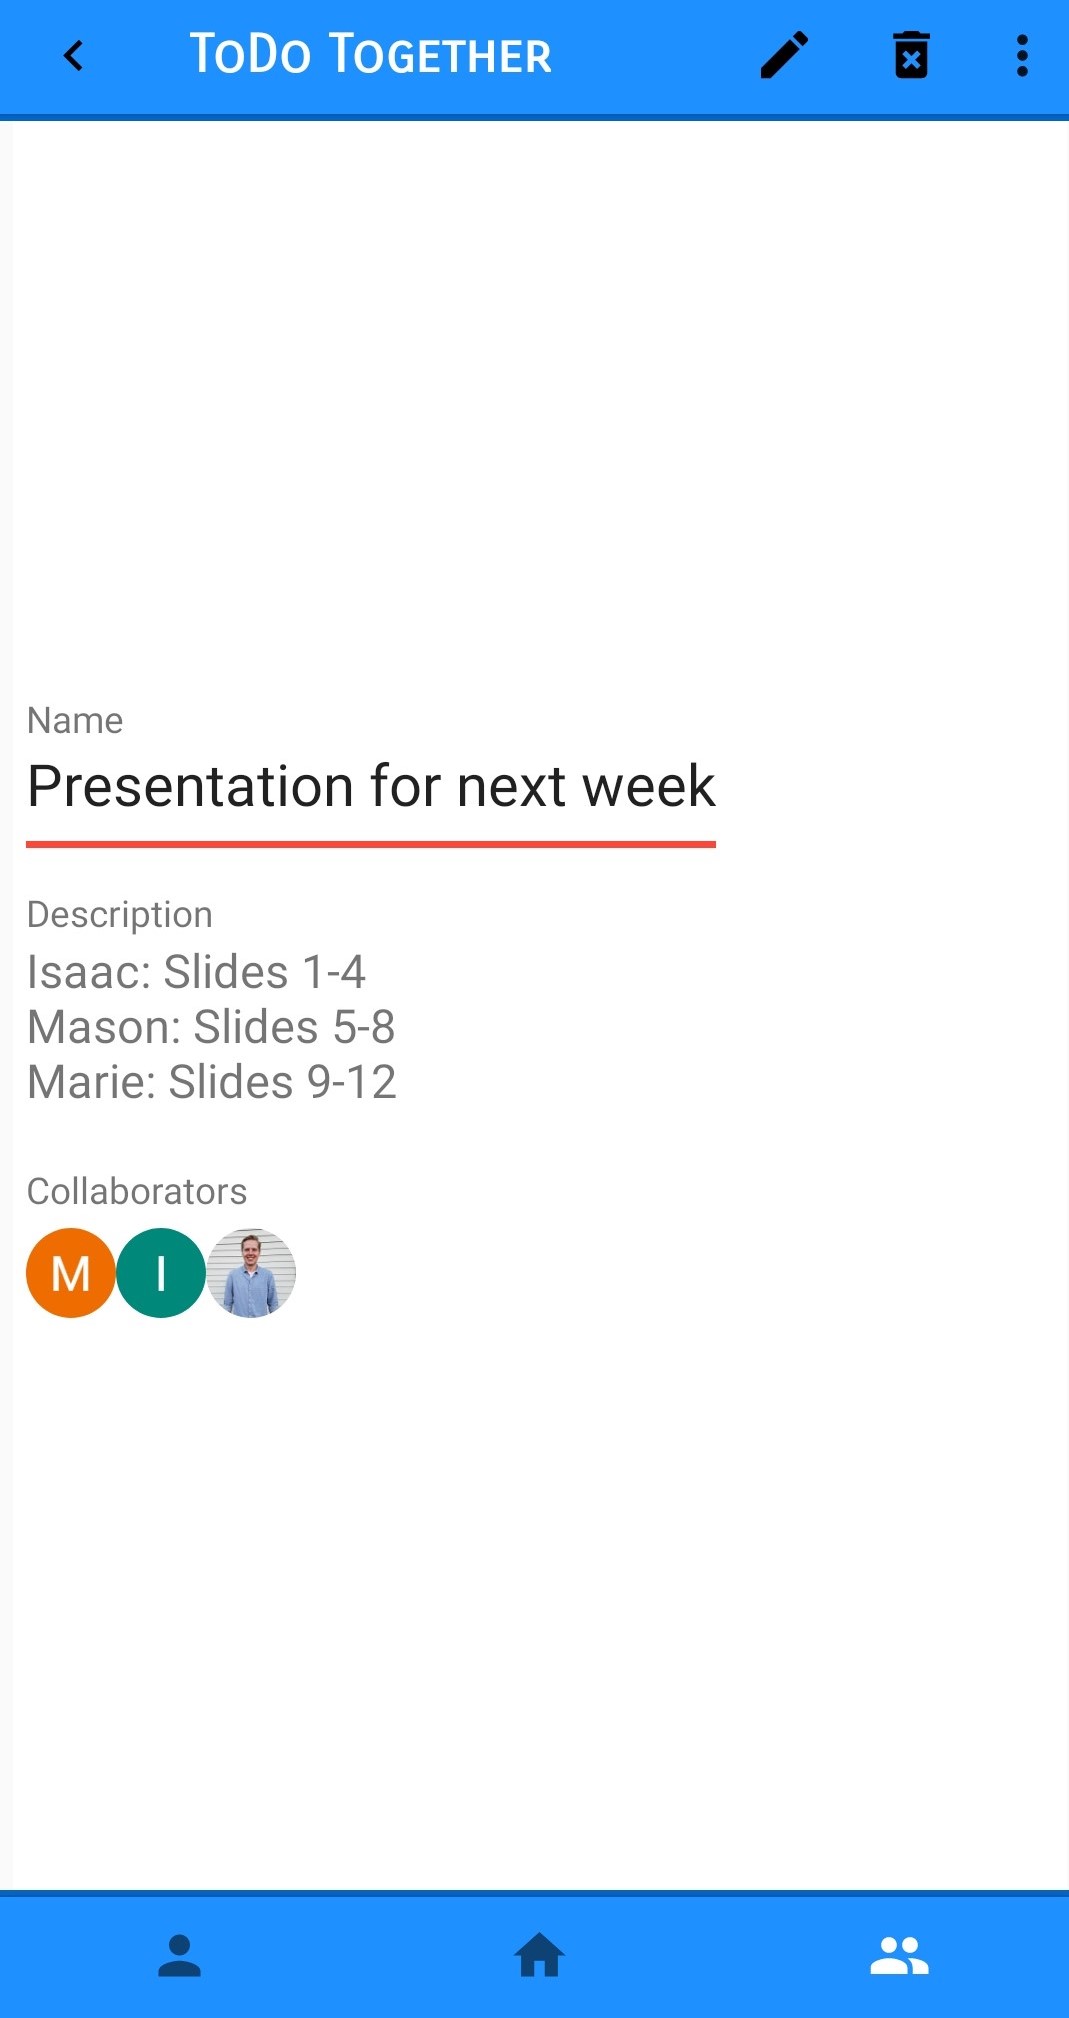 ToDo Together
Name
Presentation for next week
Description
Isaac: Slides 1-4
Mason: Slides 5-8
Marie: Slides 9-12
Collaborators
M I